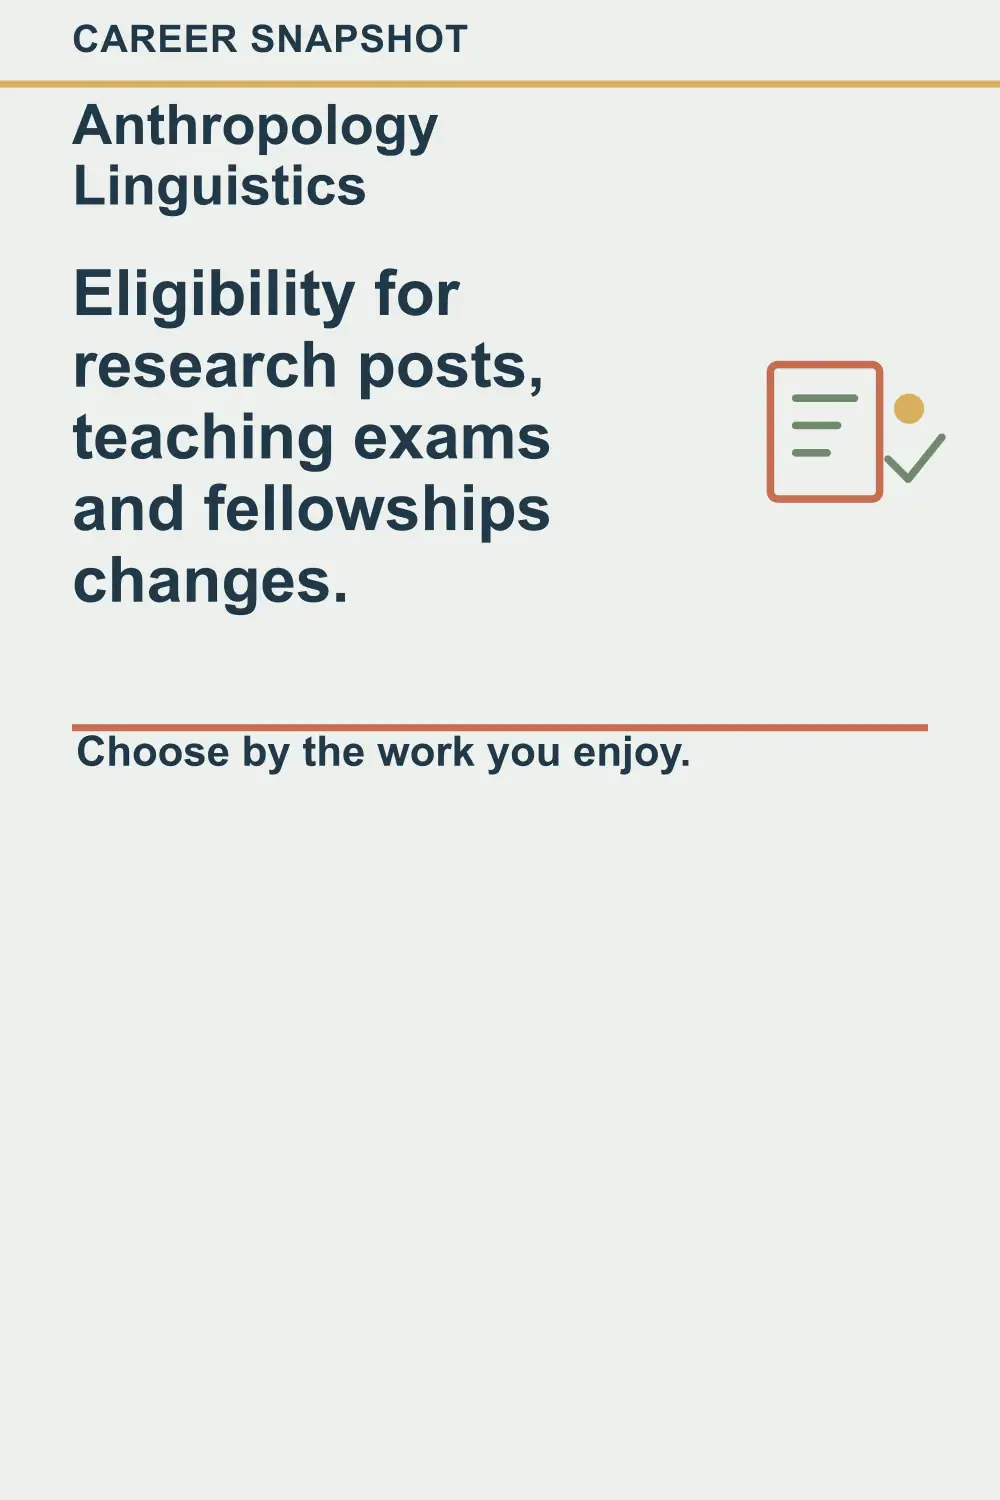 CAREER SNAPSHOT
Anthropology
Linguistics
Eligibility for
research posts,
teaching exams
and fellowships
changes.
Choose by the work you enjoy.